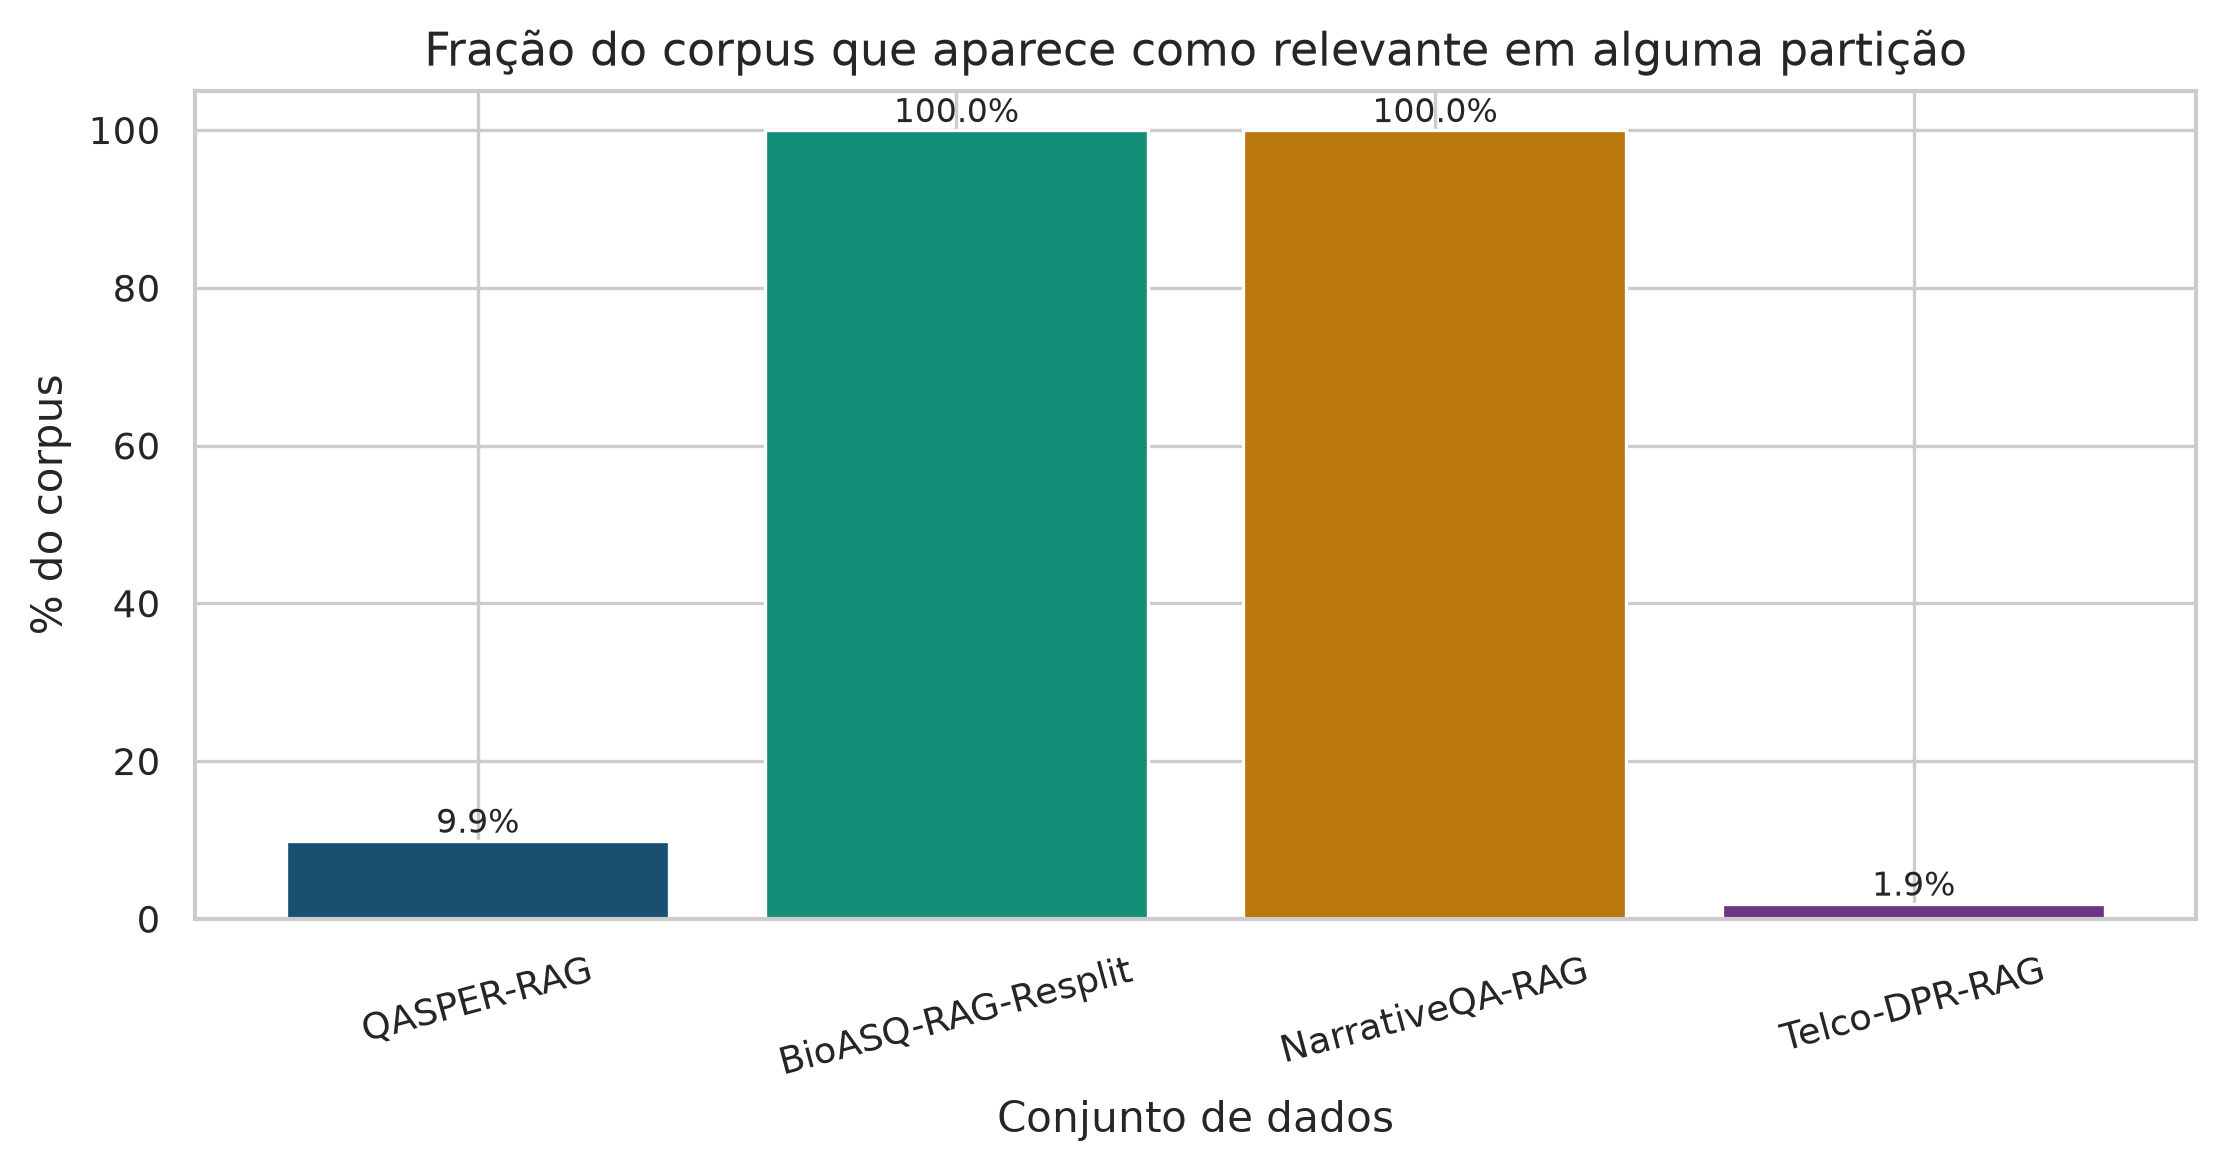 Fração do corpus que aparece como relevante em alguma partição
100.0%
100.0%
100
80
60
40
20
0
% do corpus
9.9%
1.9%
QASPER-RAG
BioASQ-RAG-Resplit
NarrativeQA-RAG
Telco-DPR-RAG
Conjunto de dados